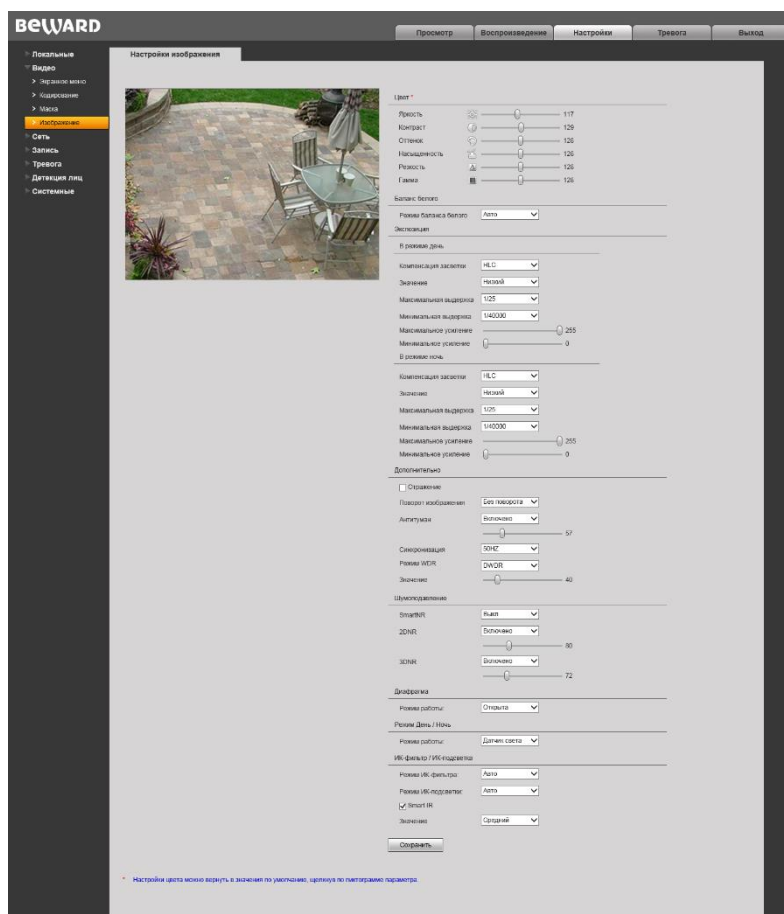 BEWARD
Просмотр Воспроизведение Настройки Тревога Выход
Локальные
Видео
Экранное меню
Кодирование
Маска
Изображение
Сеть
Запись
Тревога
Детекция лиц
Системные
Настройки изображения
Цвет *
Яркость 117
Контраст 129
Оттенок 126
Насыщенность 126
Резкость 126
Гамма 126
Баланс белого
Режим баланса белого Авто
Экспозиция
В режиме день
Компенсация засветки HLC
Значение Низкий
Максимальная выдержка 1/25
Минимальная выдержка 1/40000
Максимальное усиление 255
Минимальное усиление 0
В режиме ночь
Компенсация засветки HLC
Значение Низкий
Максимальная выдержка 1/25
Минимальная выдержка 1/40000
Максимальное усиление 255
Минимальное усиление 0
Дополнительно
Отражение
Поворот изображения Без поворота
Антитуман Включено
57
Синхронизация 50HZ
Режим WDR DWDR
Значение 40
Шумоподавление
SmartNR Выкл
2DNR Включено
80
3DNR Включено
72
Диафрагма
Режим работы: Открыта
Режим День / Ночь
Режим работы: Датчик света
ИК-фильтр / ИК-подсветка
Режим ИК-фильтра: Авто
Режим ИК-подсветки: Авто
Smart IR
Значение Средний
Сохранить
* Настройки цвета можно вернуть в значения по умолчанию, щелкнув по пиктограмме параметра.